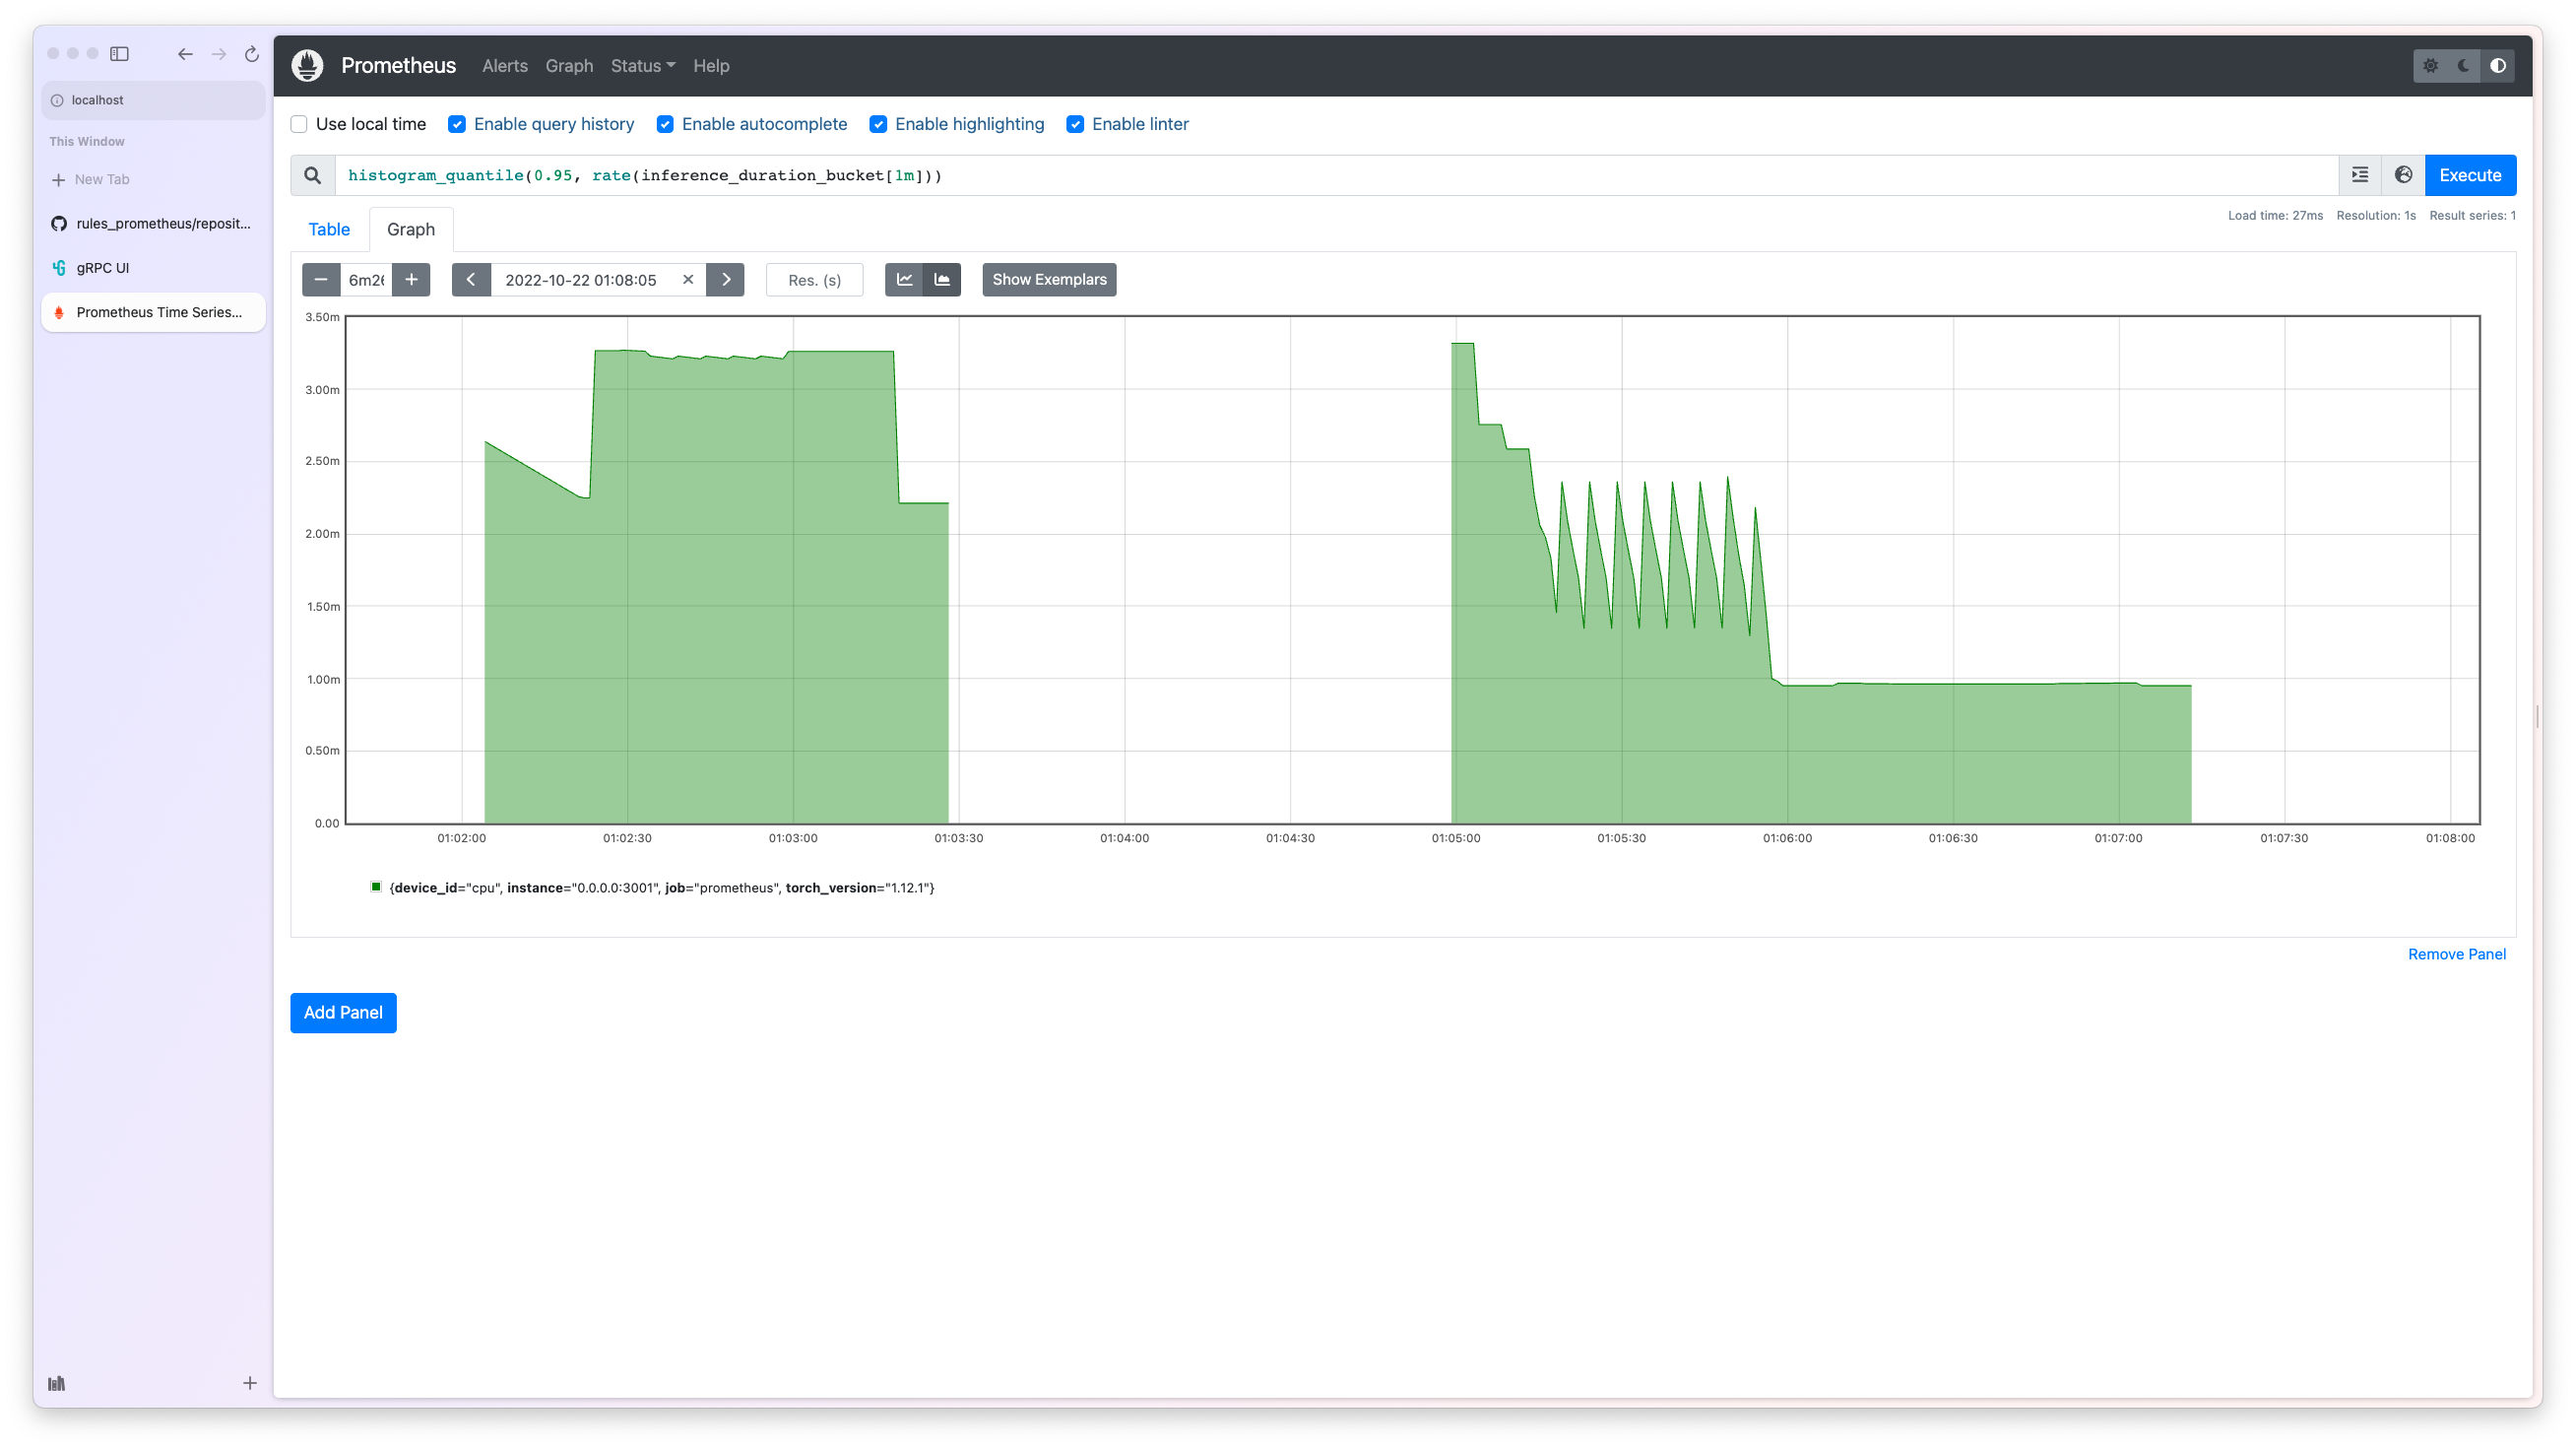 localhost
This Window
New Tab
rules_prometheus/reposit...
gRPC UI
Prometheus Time Series...
Prometheus Alerts Graph Status Help
Use local time Enable query history Enable autocomplete Enable highlighting Enable linter
histogram_quantile(0.95, rate(inference_duration_bucket[1m])) Execute
Load time: 27ms Resolution: 1s Result series: 1
Table Graph
6m26 2022-10-22 01:08:05 Res. (s) Show Exemplars
3.50m
3.00m
2.50m
2.00m
1.50m
1.00m
0.50m
0.00
01:02:00 01:02:30 01:03:00 01:03:30 01:04:00 01:04:30 01:05:00 01:05:30 01:06:00 01:06:30 01:07:00 01:07:30 01:08:00
{device_id="cpu", instance="0.0.0.0:3001", job="prometheus", torch_version="1.12.1"}
Remove Panel
Add Panel